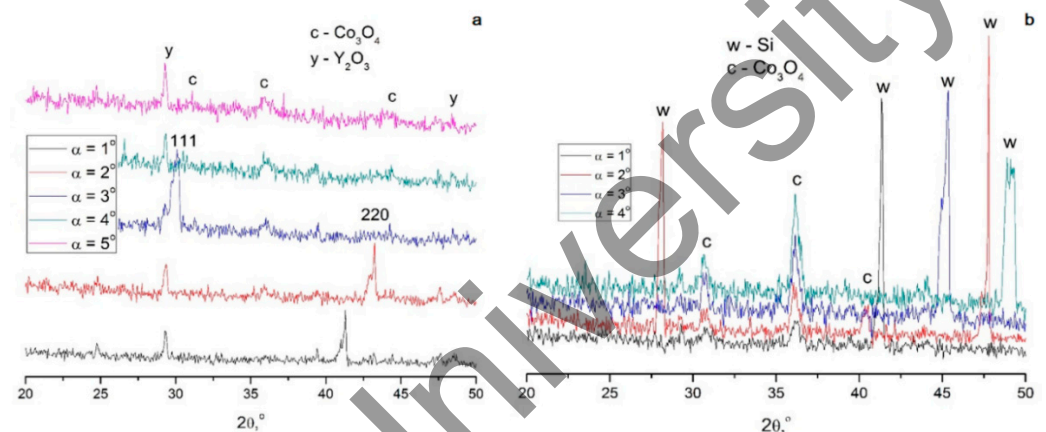 a
c - Co₃O₄
y - Y₂O₃
y
c
c
c
y
111
220
α = 1°
α = 2°
α = 3°
α = 4°
α = 5°
20 25 30 35 40 45 50
2θ,°
b
w - Si
c - Co₃O₄
w
w
w
w
w
c
c
c
α = 1°
α = 2°
α = 3°
α = 4°
20 25 30 35 40 45 50
2θ,°
University